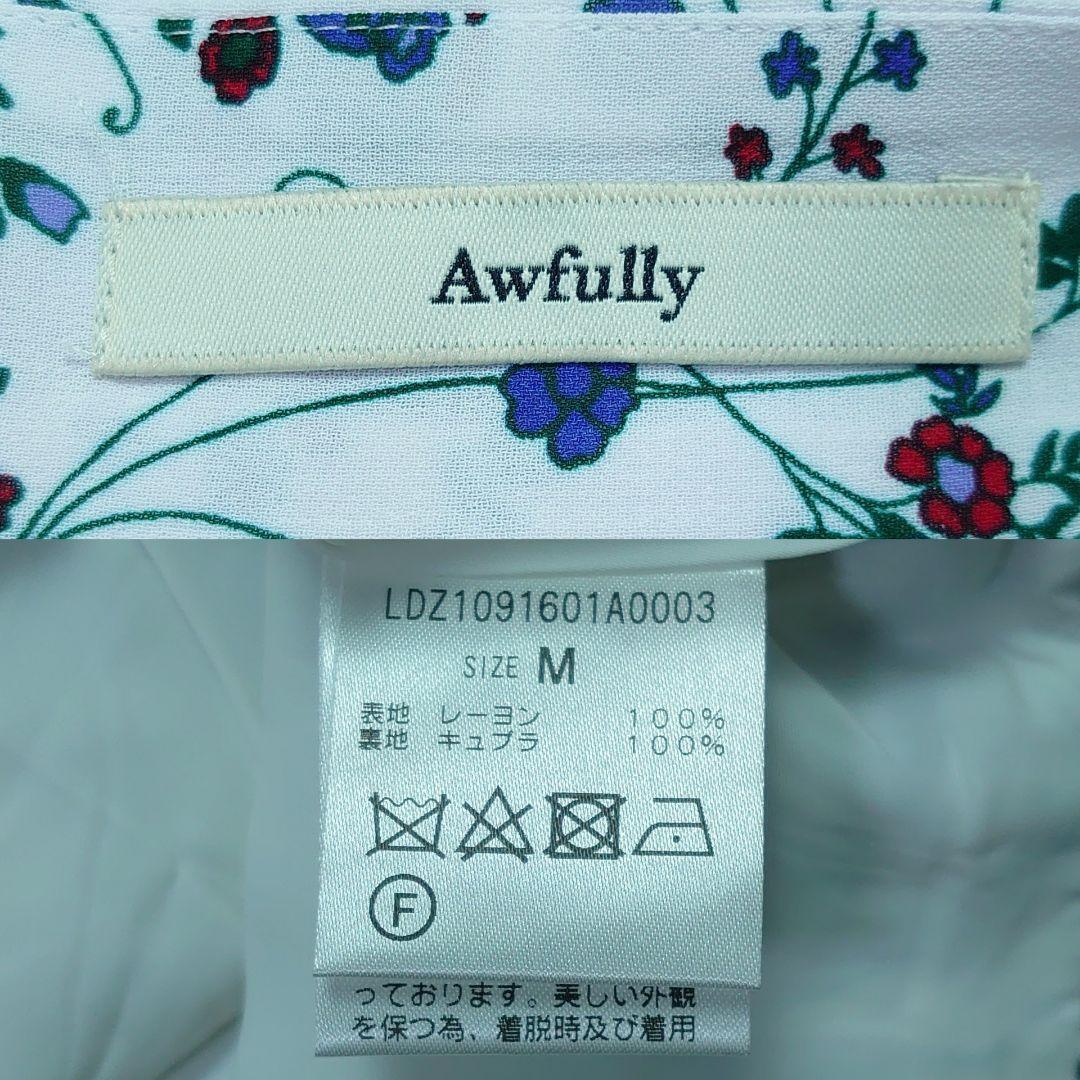 Awfully
LDZ1091601A0003
SIZE M
表地 レーヨン 100%
裏地 キュプラ 100%
F
っております。美しい外観
を保つ為、着脱時及び着用